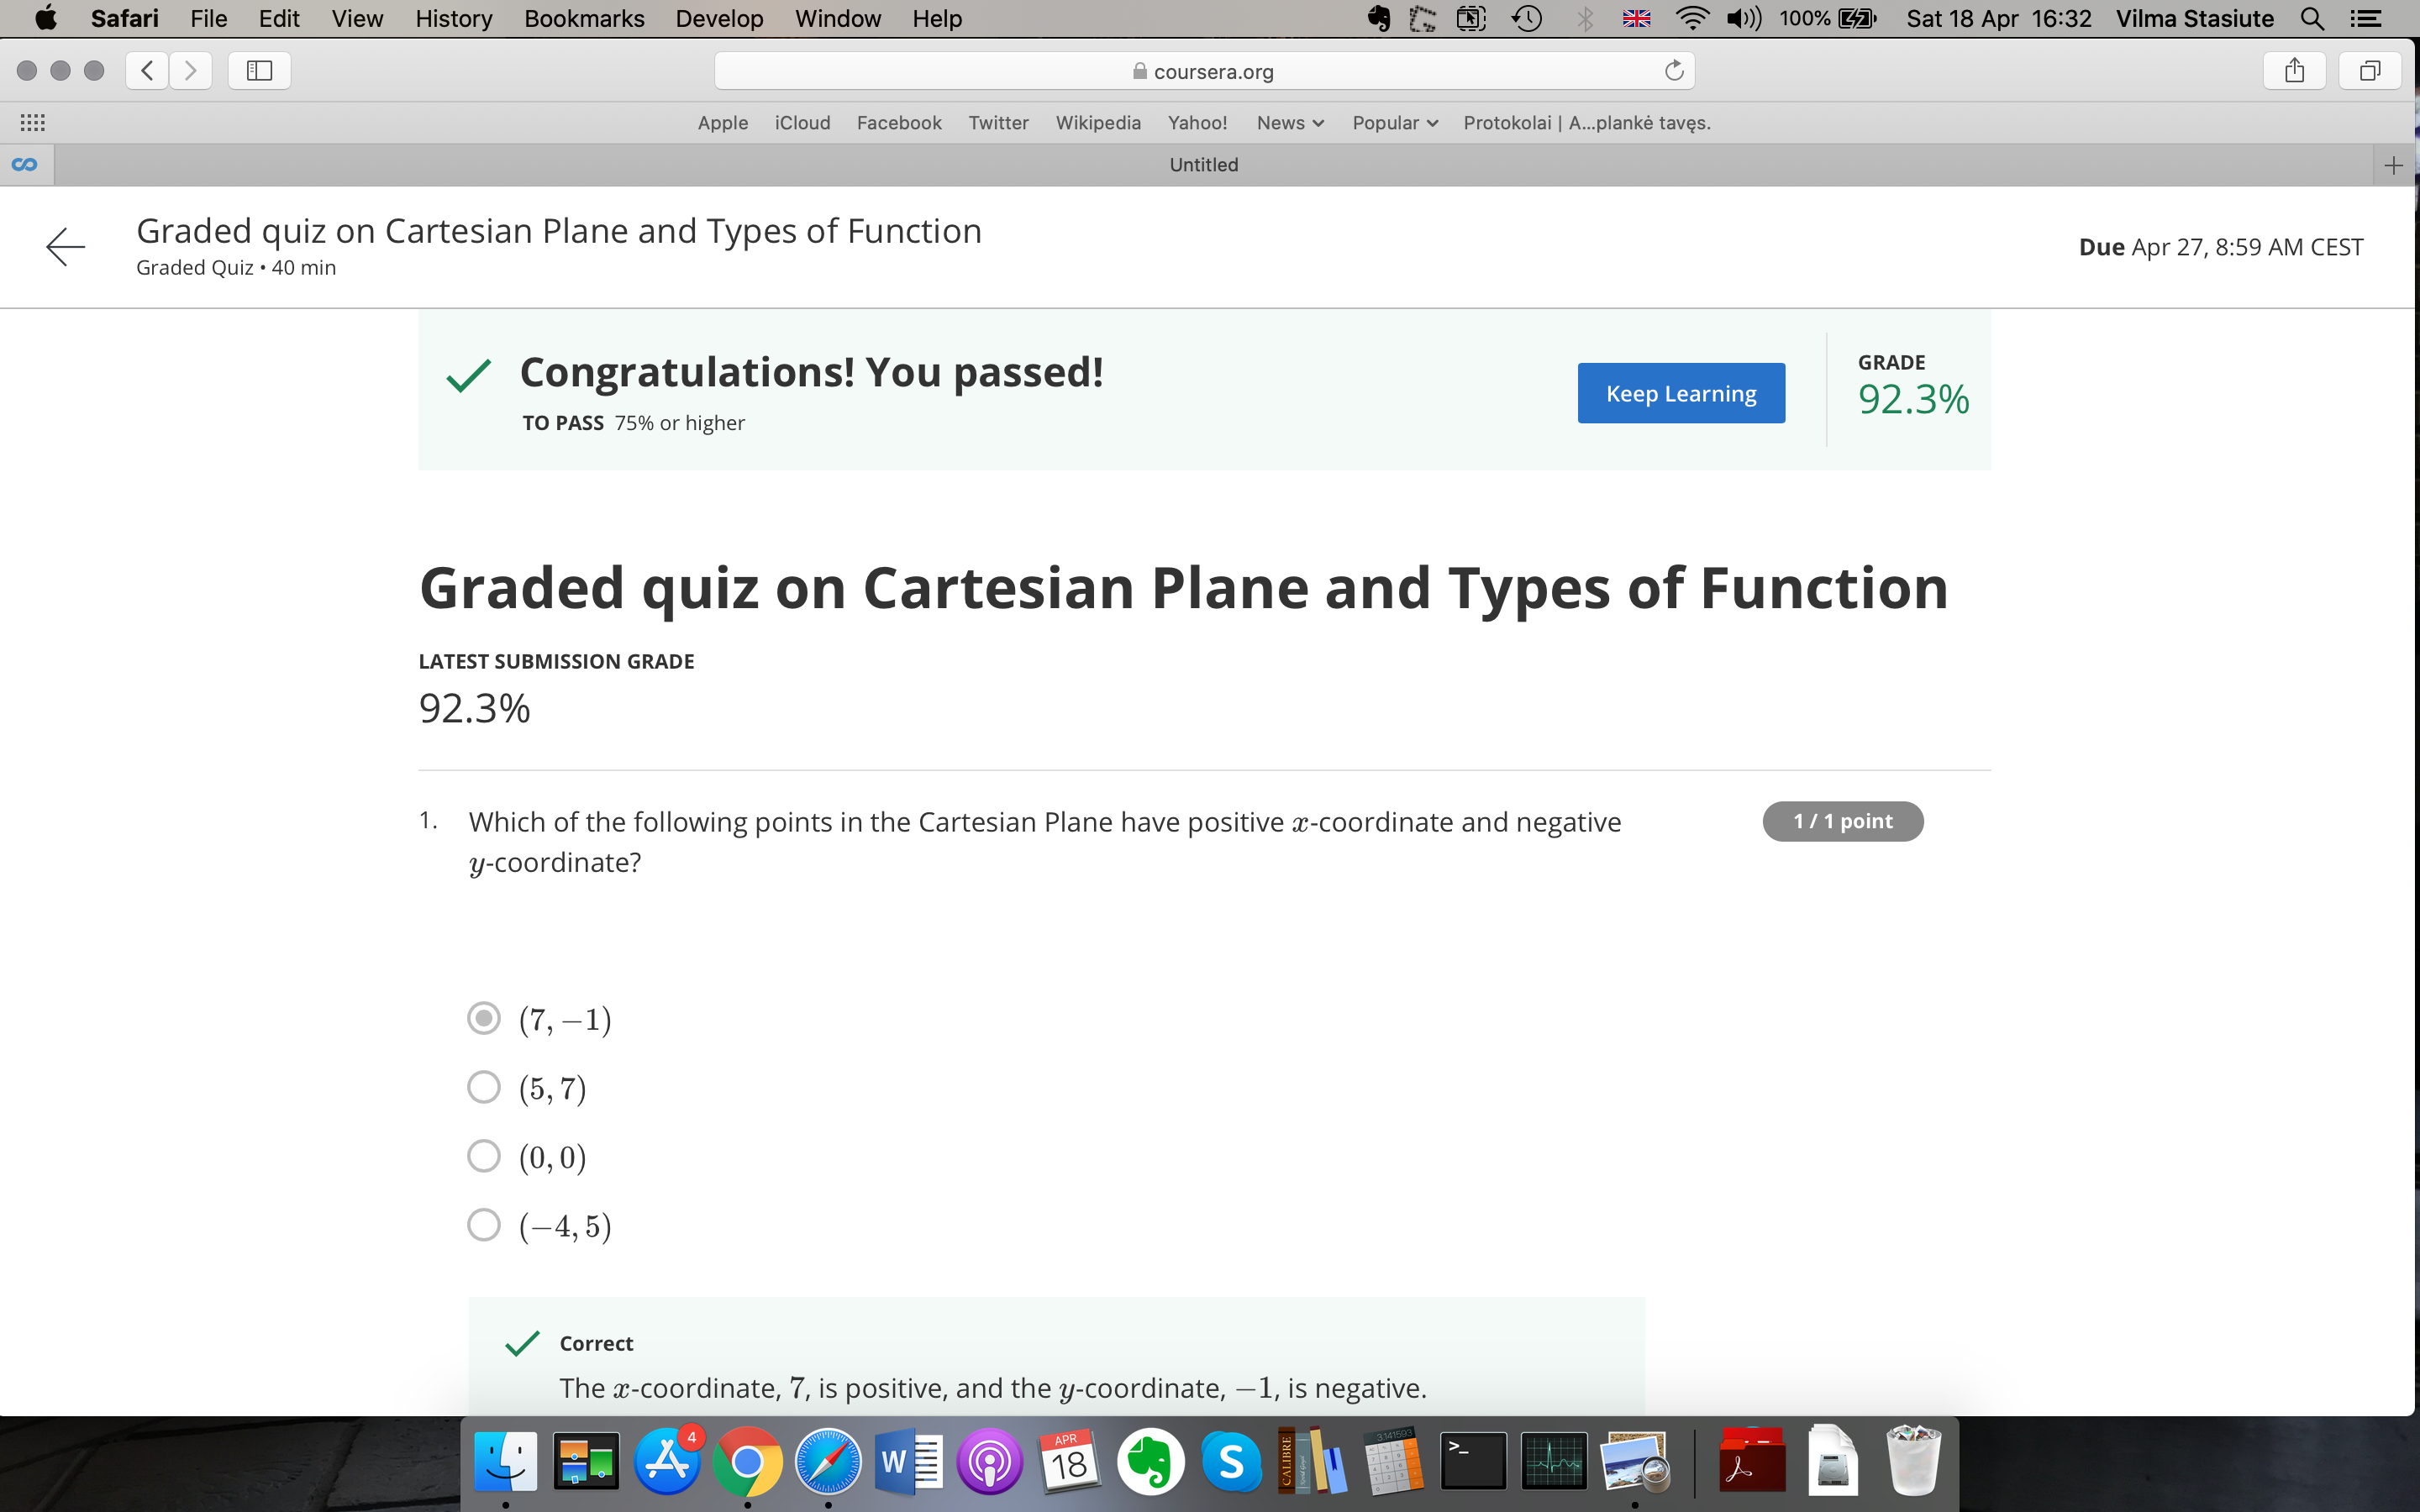 Safari File Edit View History Bookmarks Develop Window Help 100% Sat 18 Apr 16:32 Vilma Stasiute
coursera.org
Apple iCloud Facebook Twitter Wikipedia Yahoo! News Popular Protokolai | A...plankė tavęs.
Untitled
Graded quiz on Cartesian Plane and Types of Function
Graded Quiz • 40 min
Due Apr 27, 8:59 AM CEST
Congratulations! You passed!
TO PASS 75% or higher
Keep Learning
GRADE
92.3%
Graded quiz on Cartesian Plane and Types of Function
LATEST SUBMISSION GRADE
92.3%
1. Which of the following points in the Cartesian Plane have positive x-coordinate and negative
y-coordinate?
1 / 1 point
(7, −1)
(5, 7)
(0, 0)
(−4, 5)
Correct
The x-coordinate, 7, is positive, and the y-coordinate, −1, is negative.
4
W
APR
18
S
CALIBRE
3.141593
>_